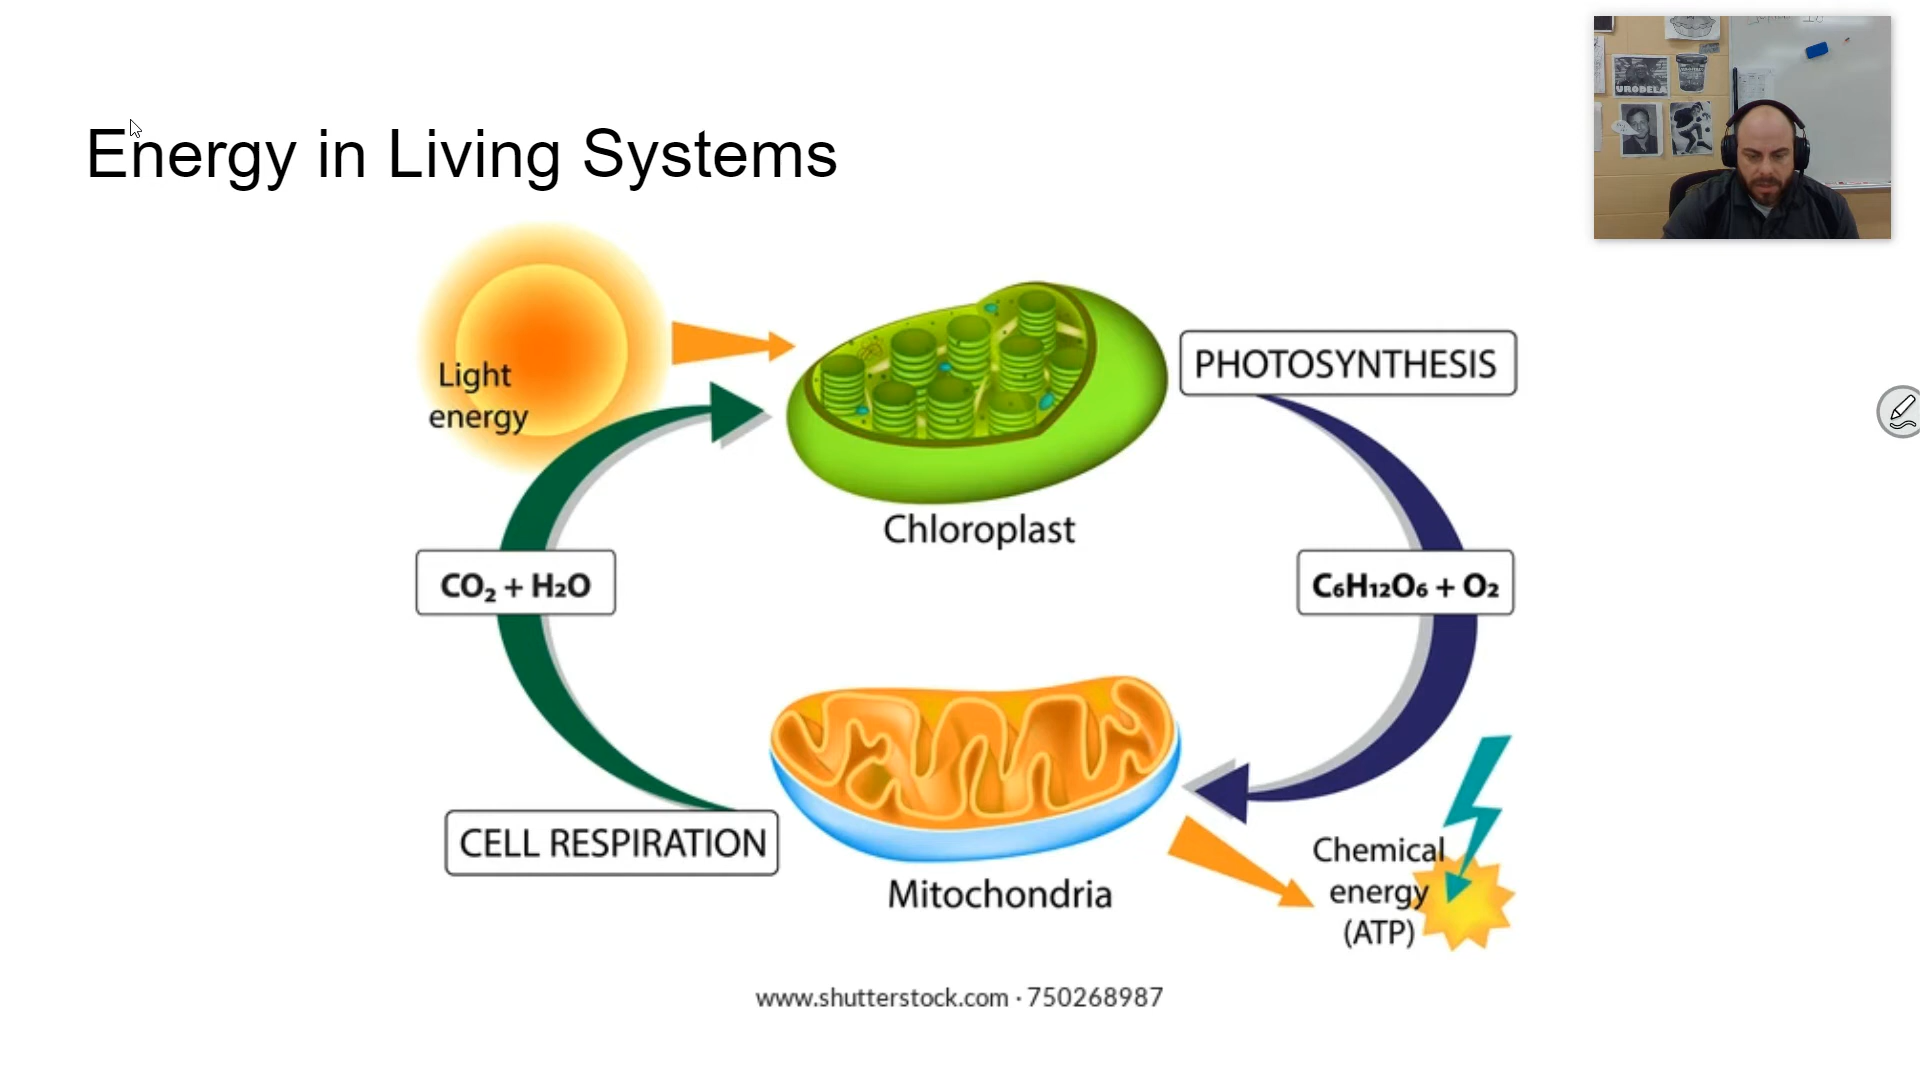 Energy in Living Systems
URODELA
Light
energy
PHOTOSYNTHESIS
Chloroplast
CO₂ + H₂O
C₆H₁₂O₆ + O₂
CELL RESPIRATION
Mitochondria
Chemical
energy
(ATP)
www.shutterstock.com · 750268987